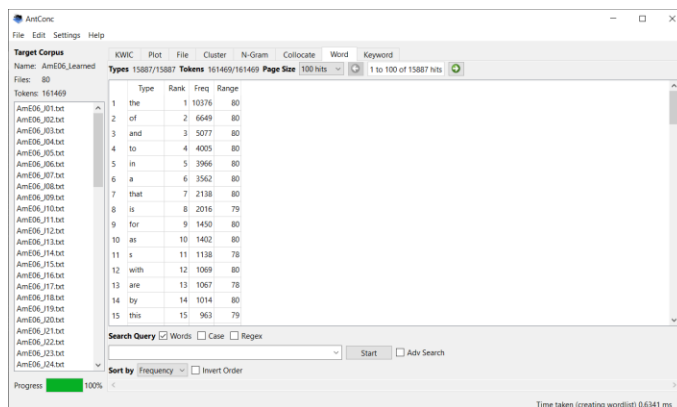 AntConc
File Edit Settings Help
Target Corpus
Name: AmE06_Learned
Files: 80
Tokens: 161469
AmE06_J01.txt
AmE06_J02.txt
AmE06_J03.txt
AmE06_J04.txt
AmE06_J05.txt
AmE06_J06.txt
AmE06_J07.txt
AmE06_J08.txt
AmE06_J09.txt
AmE06_J10.txt
AmE06_J11.txt
AmE06_J12.txt
AmE06_J13.txt
AmE06_J14.txt
AmE06_J15.txt
AmE06_J16.txt
AmE06_J17.txt
AmE06_J18.txt
AmE06_J19.txt
AmE06_J20.txt
AmE06_J21.txt
AmE06_J22.txt
AmE06_J23.txt
AmE06_J24.txt
Progress 100%
KWIC Plot File Cluster N-Gram Collocate Word Keyword
Types 15887/15887 Tokens 161469/161469 Page Size 100 hits 1 to 100 of 15887 hits
Type Rank Freq Range
1 the 1 10376 80
2 of 2 6649 80
3 and 3 5077 80
4 to 4 4005 80
5 in 5 3966 80
6 a 6 3562 80
7 that 7 2138 80
8 is 8 2016 79
9 for 9 1450 80
10 as 10 1402 80
11 s 11 1138 78
12 with 12 1069 80
13 are 13 1067 78
14 by 14 1014 80
15 this 15 963 79
Search Query Words Case Regex
Start Adv Search
Sort by Frequency Invert Order
Time taken (creating wordlist) 0.6341 ms